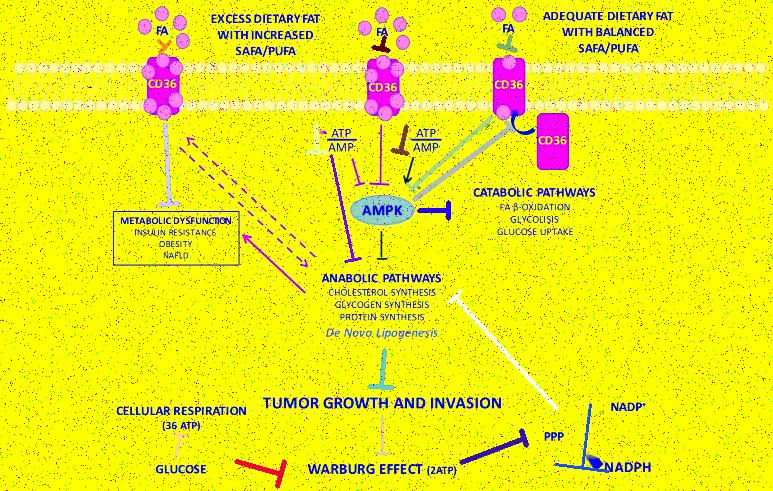 EXCESS DIETARY FAT
WITH INCREASED
SAFA/PUFA
ADEQUATE DIETARY FAT
WITH BALANCED
SAFA/PUFA
FA
FA
FA
CD36
CD36
CD36
CD36
ATP
AMP
ATP
AMP
AMPK
CATABOLIC PATHWAYS
FA β-OXIDATION
GLYCOLISIS
GLUCOSE UPTAKE
METABOLIC DYSFUNCTION
INSULIN RESISTANCE
OBESITY
NAFLD
ANABOLIC PATHWAYS
CHOLESTEROL SYNTHESIS
GLYCOGEN SYNTHESIS
PROTEIN SYNTHESIS
De Novo Lipogenesis
TUMOR GROWTH AND INVASION
CELLULAR RESPIRATION
(36 ATP)
GLUCOSE
WARBURG EFFECT (2ATP)
PPP
NADP⁺
NADPH